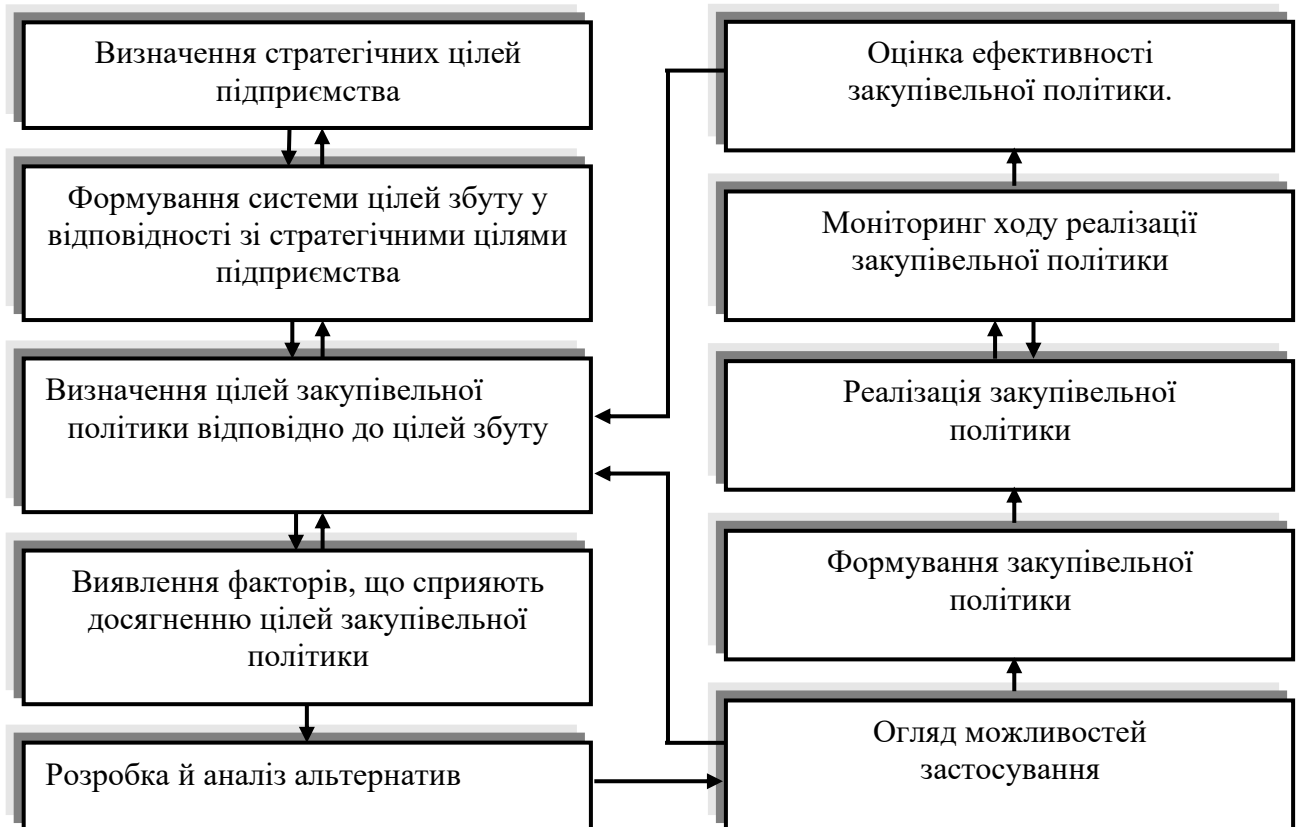 Визначення стратегічних цілей
підприємства
Формування системи цілей збуту у
відповідності зі стратегічними цілями
підприємства
Визначення цілей закупівельної
політики відповідно до цілей збуту
Виявлення факторів, що сприяють
досягненню цілей закупівельної
політики
Розробка й аналіз альтернатив
Оцінка ефективності
закупівельної політики.
Моніторинг ходу реалізації
закупівельної політики
Реалізація закупівельної
політики
Формування закупівельної
політики
Огляд можливостей
застосування